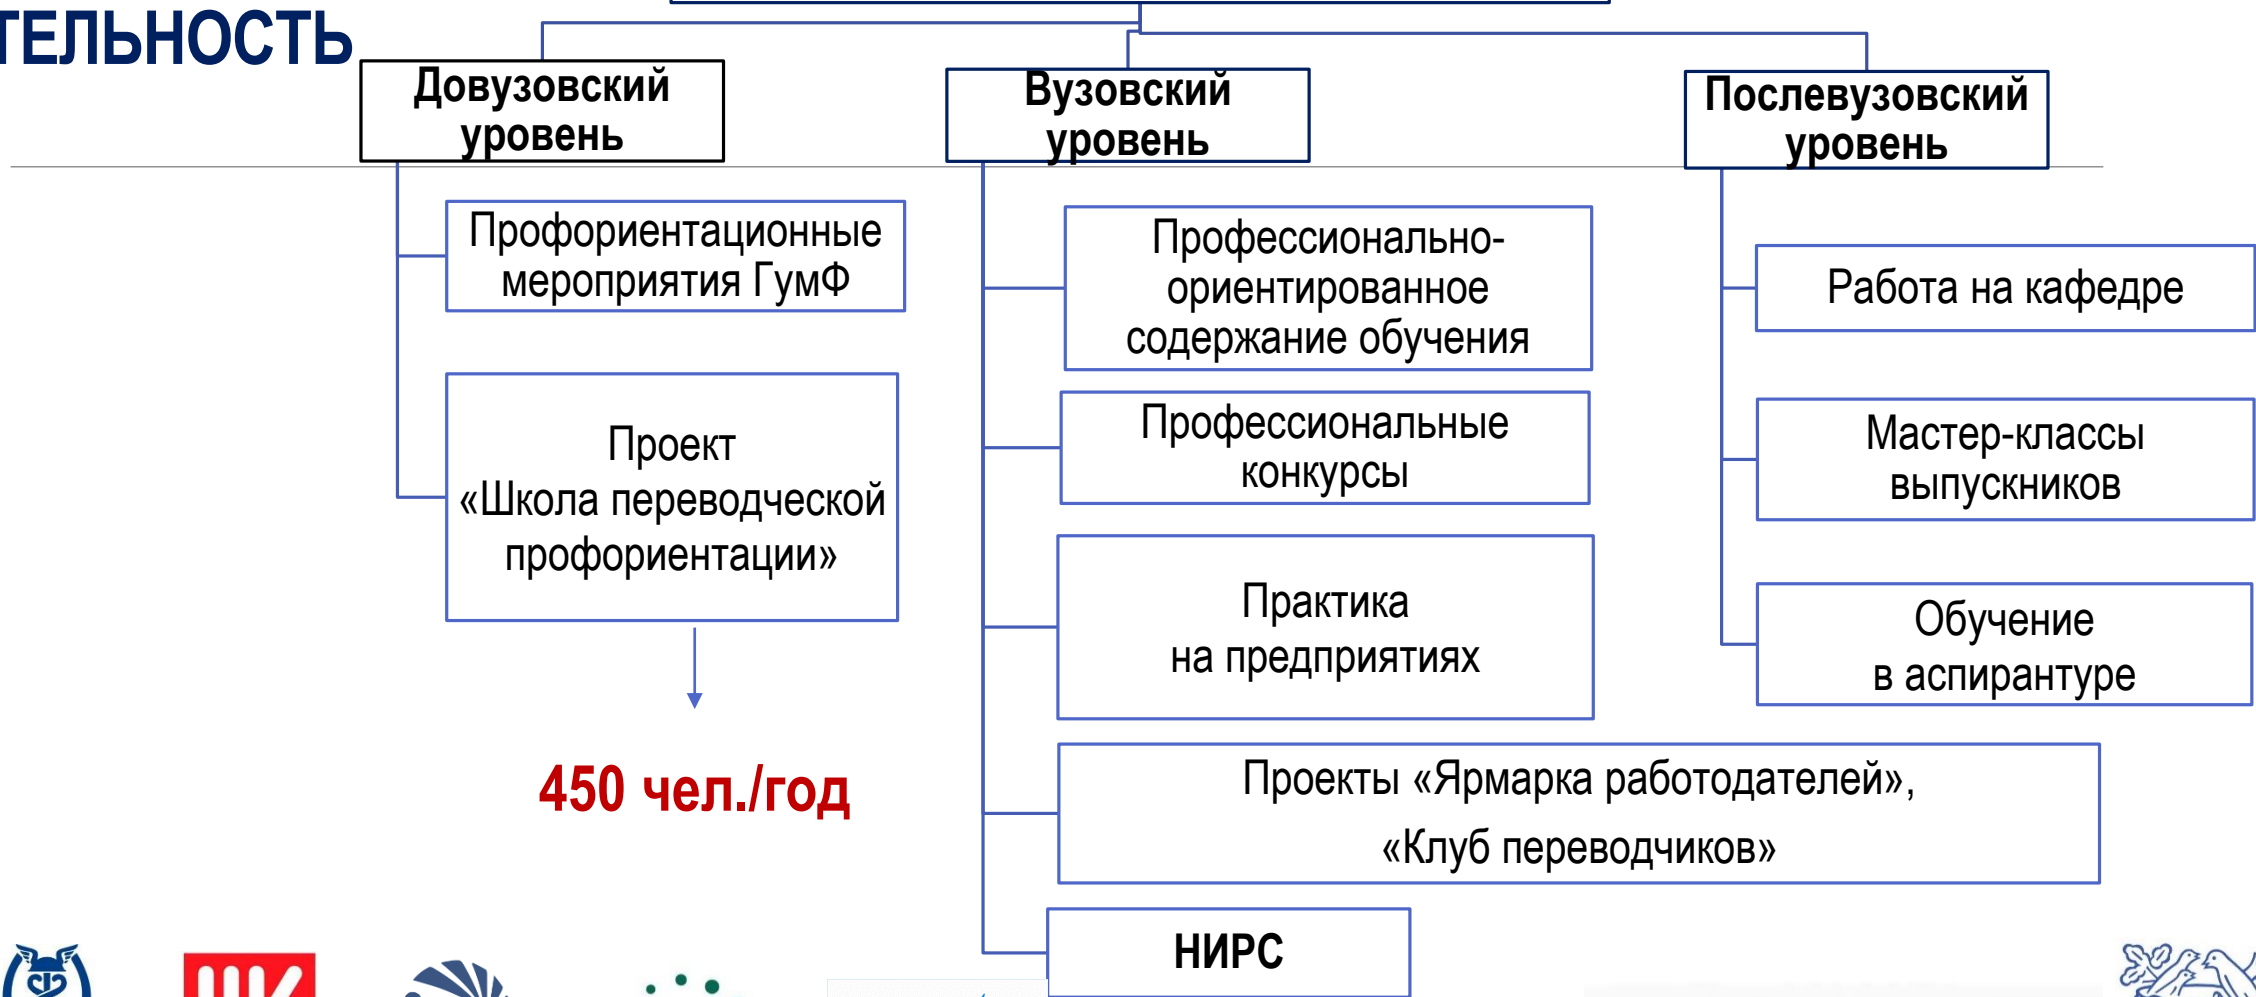 ТЕЛЬНОСТЬ
Довузовский
уровень
Вузовский
уровень
Послевузовский
уровень
Профориентационные
мероприятия ГумФ
Проект
«Школа переводческой
профориентации»
450 чел./год
Профессионально-
ориентированное
содержание обучения
Профессиональные
конкурсы
Практика
на предприятиях
Проекты «Ярмарка работодателей»,
«Клуб переводчиков»
НИРС
Работа на кафедре
Мастер-классы
выпускников
Обучение
в аспирантуре